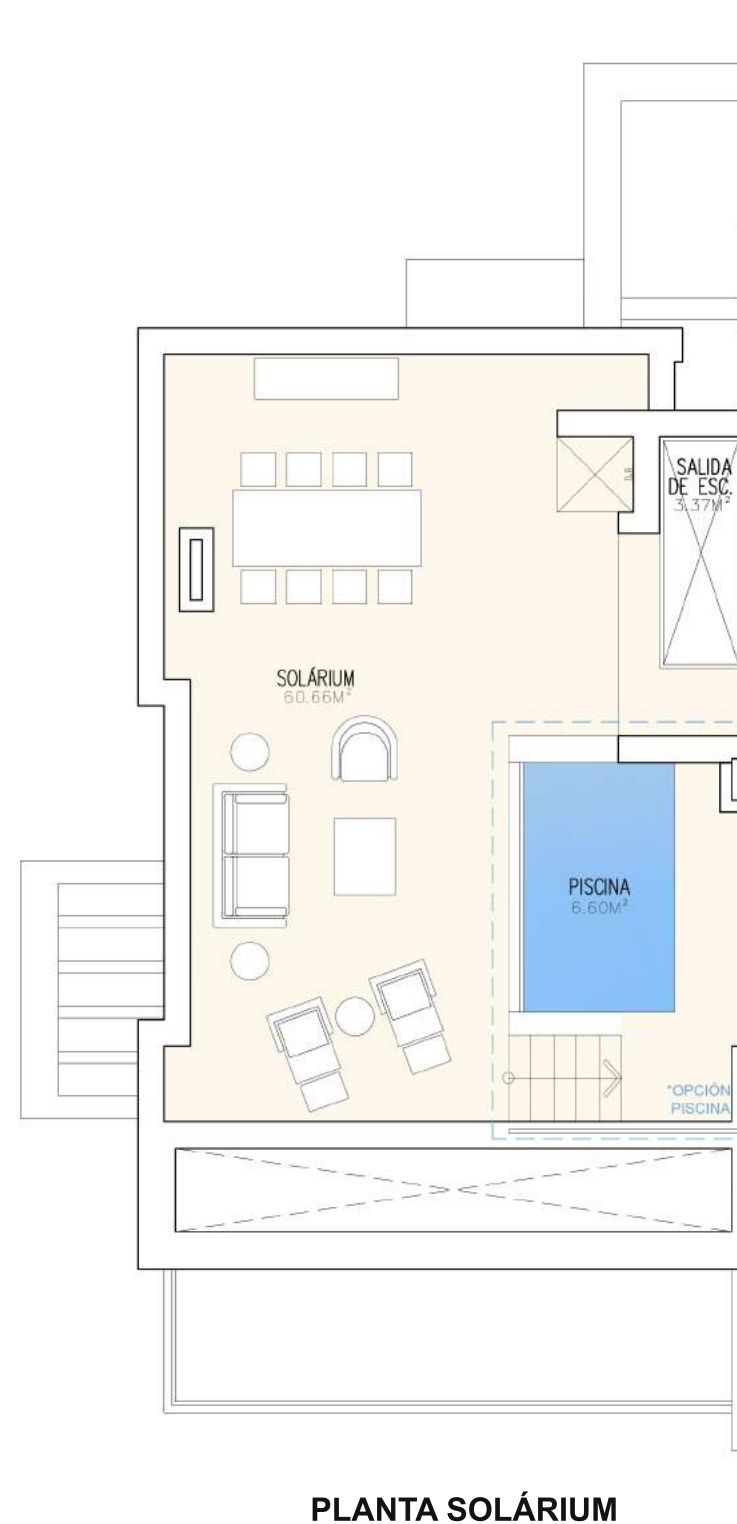 SALIDA
DE ESC.
3.37M²
SOLÁRIUM
60.66M²
PISCINA
6.60M²
*OPCIÓN
PISCINA
PLANTA SOLÁRIUM